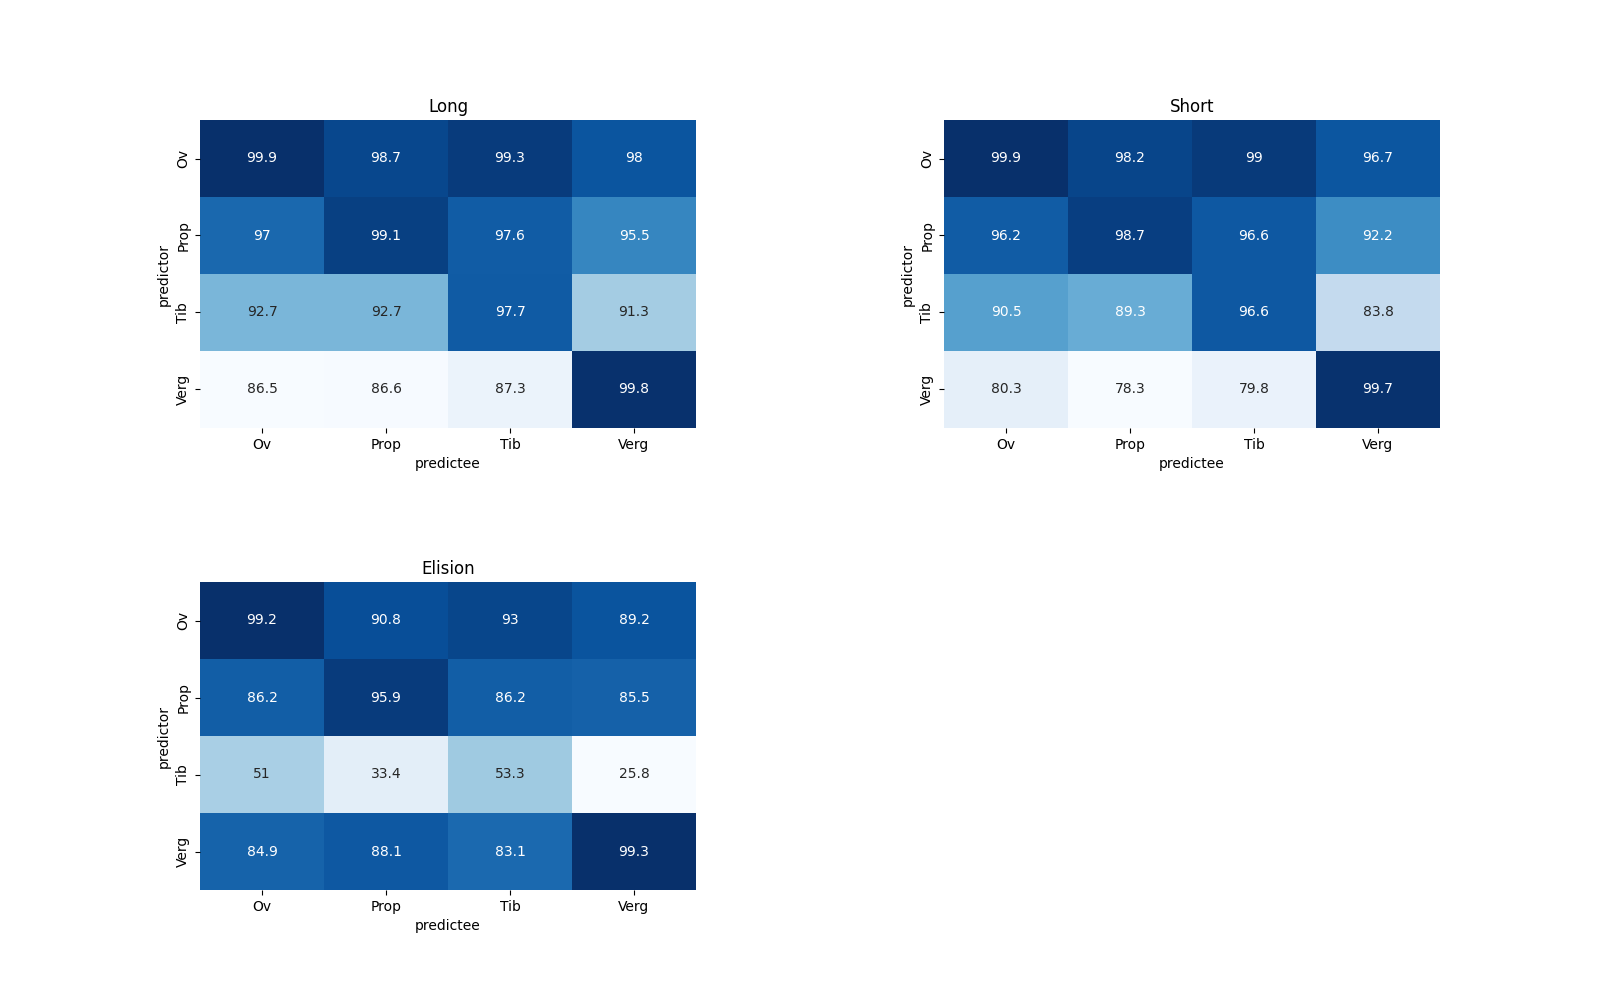 Long
Ov 99.9 98.7 99.3 98
Prop 97 99.1 97.6 95.5
Tib 92.7 92.7 97.7 91.3
Verg 86.5 86.6 87.3 99.8
predictor
Ov Prop Tib Verg
predictee
Short
Ov 99.9 98.2 99 96.7
Prop 96.2 98.7 96.6 92.2
Tib 90.5 89.3 96.6 83.8
Verg 80.3 78.3 79.8 99.7
predictor
Ov Prop Tib Verg
predictee
Elision
Ov 99.2 90.8 93 89.2
Prop 86.2 95.9 86.2 85.5
Tib 51 33.4 53.3 25.8
Verg 84.9 88.1 83.1 99.3
predictor
Ov Prop Tib Verg
predictee